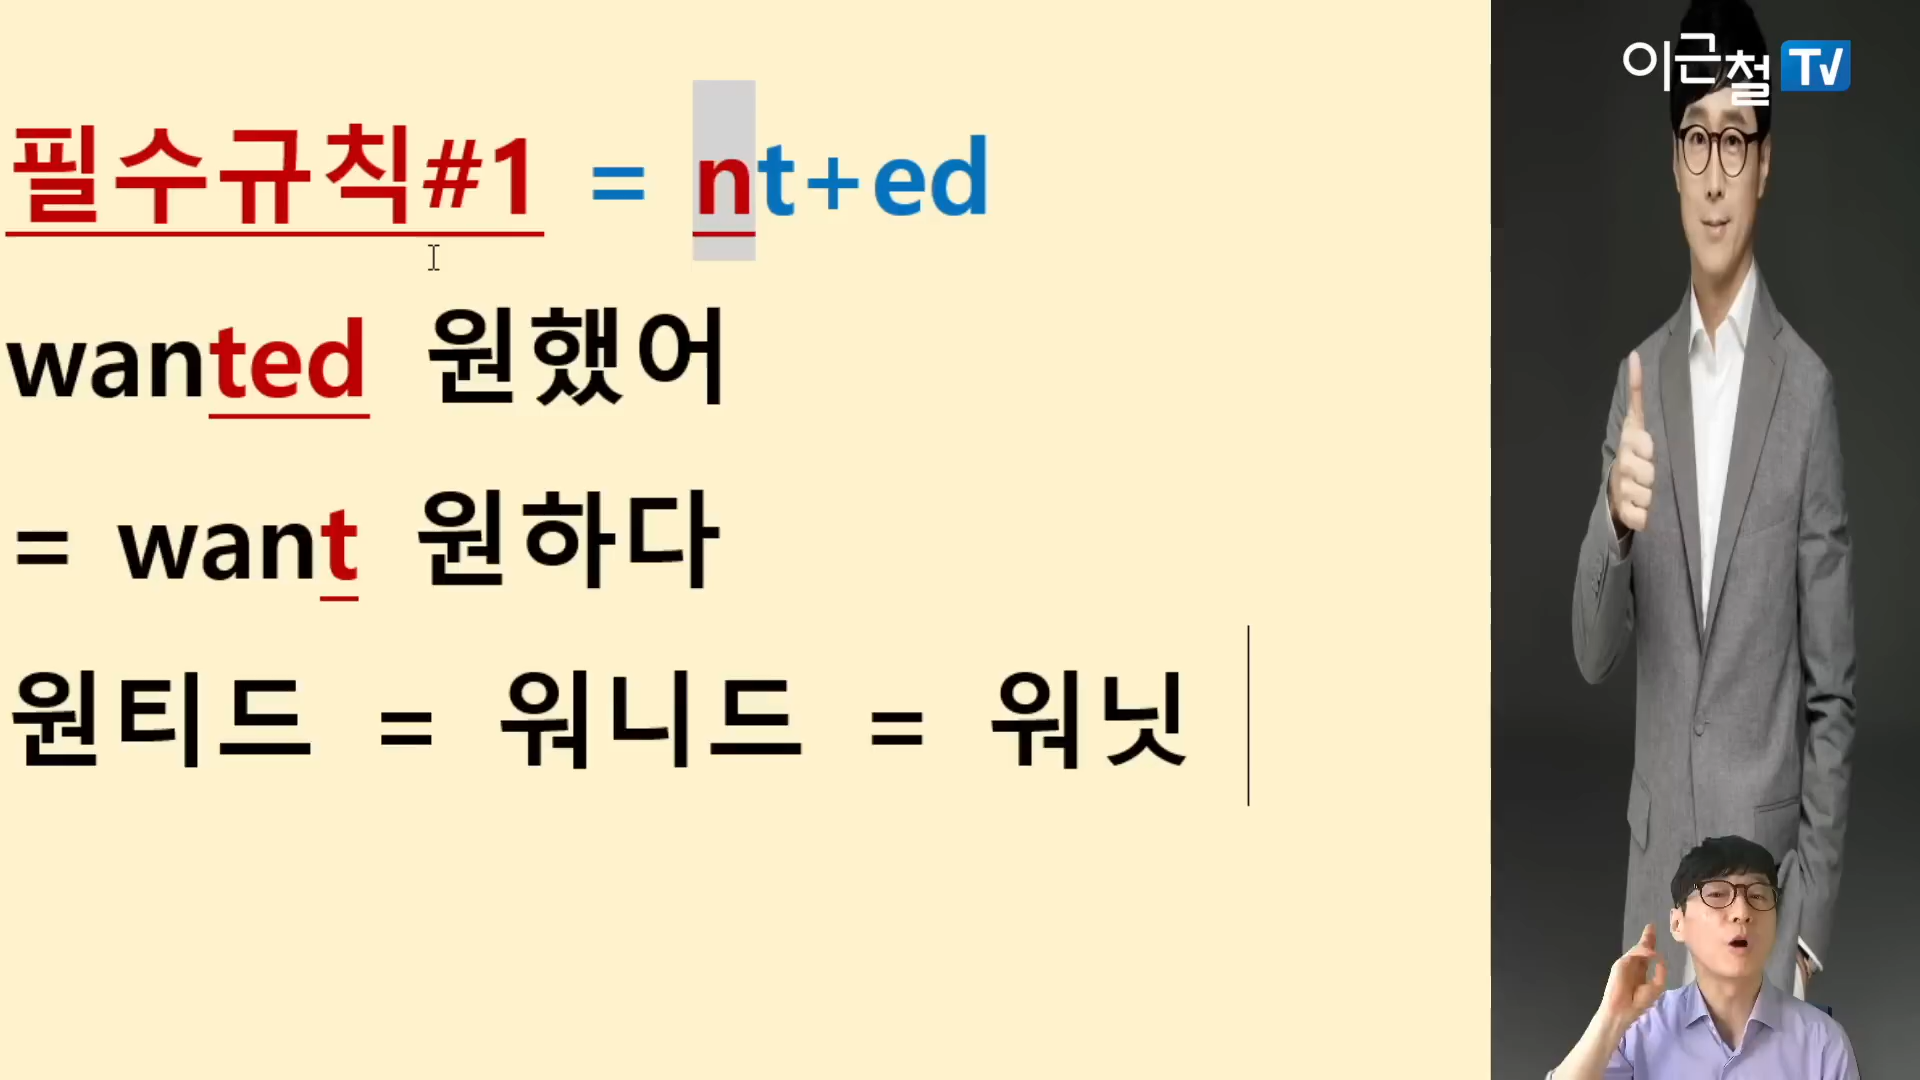 필수규칙#1 = nt+ed
wanted 원했어
= want 원하다
원티드 = 워니드 = 워닛
이근철 TV